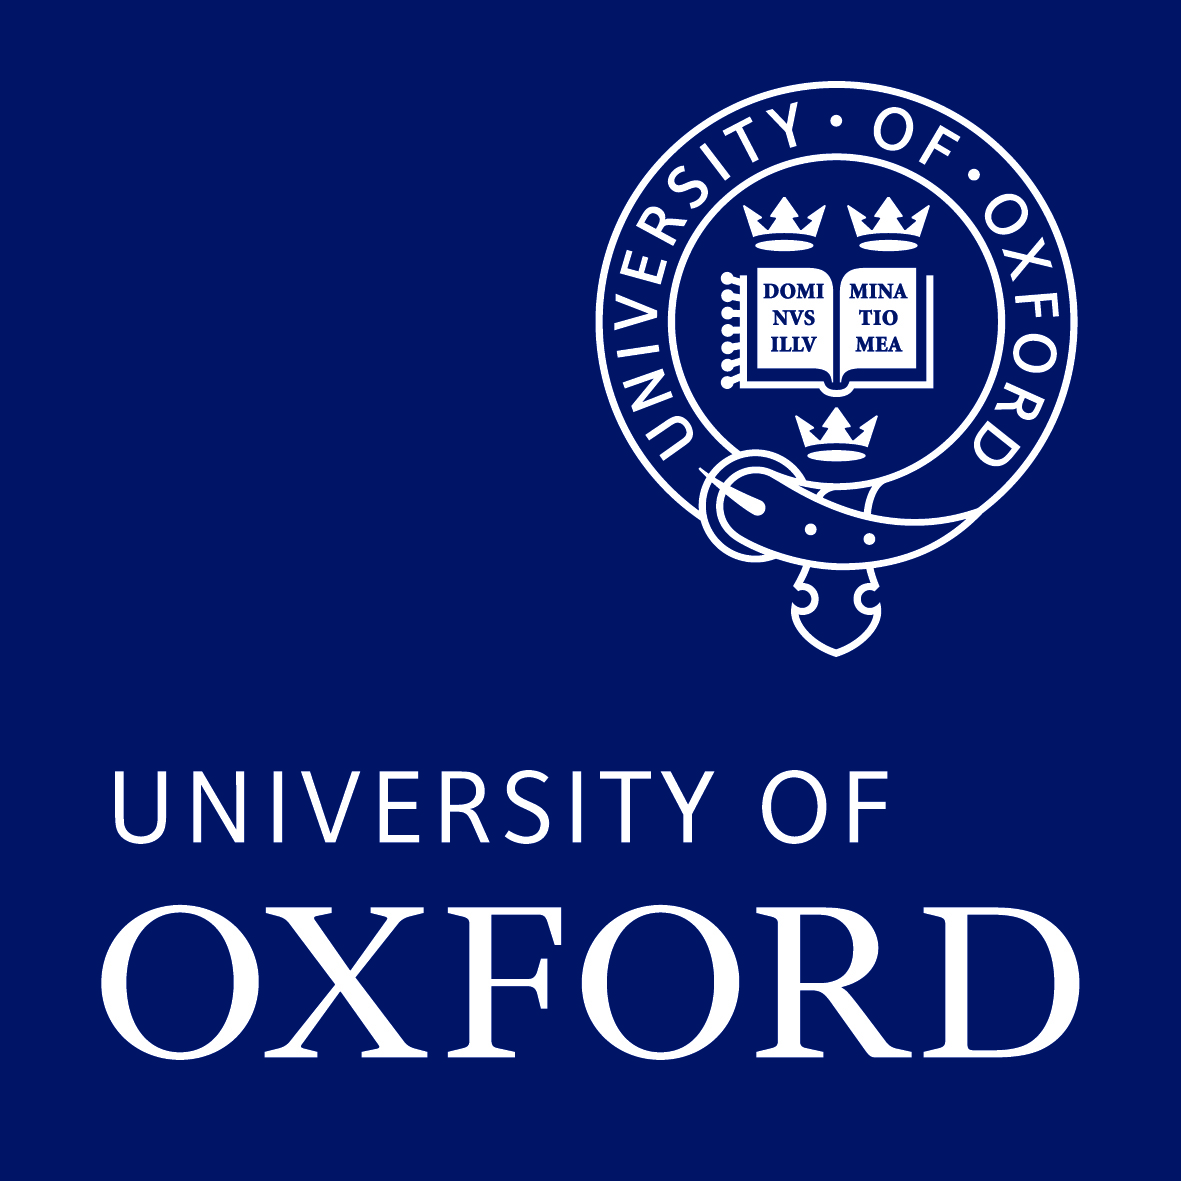 UNIVERSITY · OF · OXFORD
DOMI
NVS
ILLV
MINA
TIO
MEA
UNIVERSITY OF
OXFORD